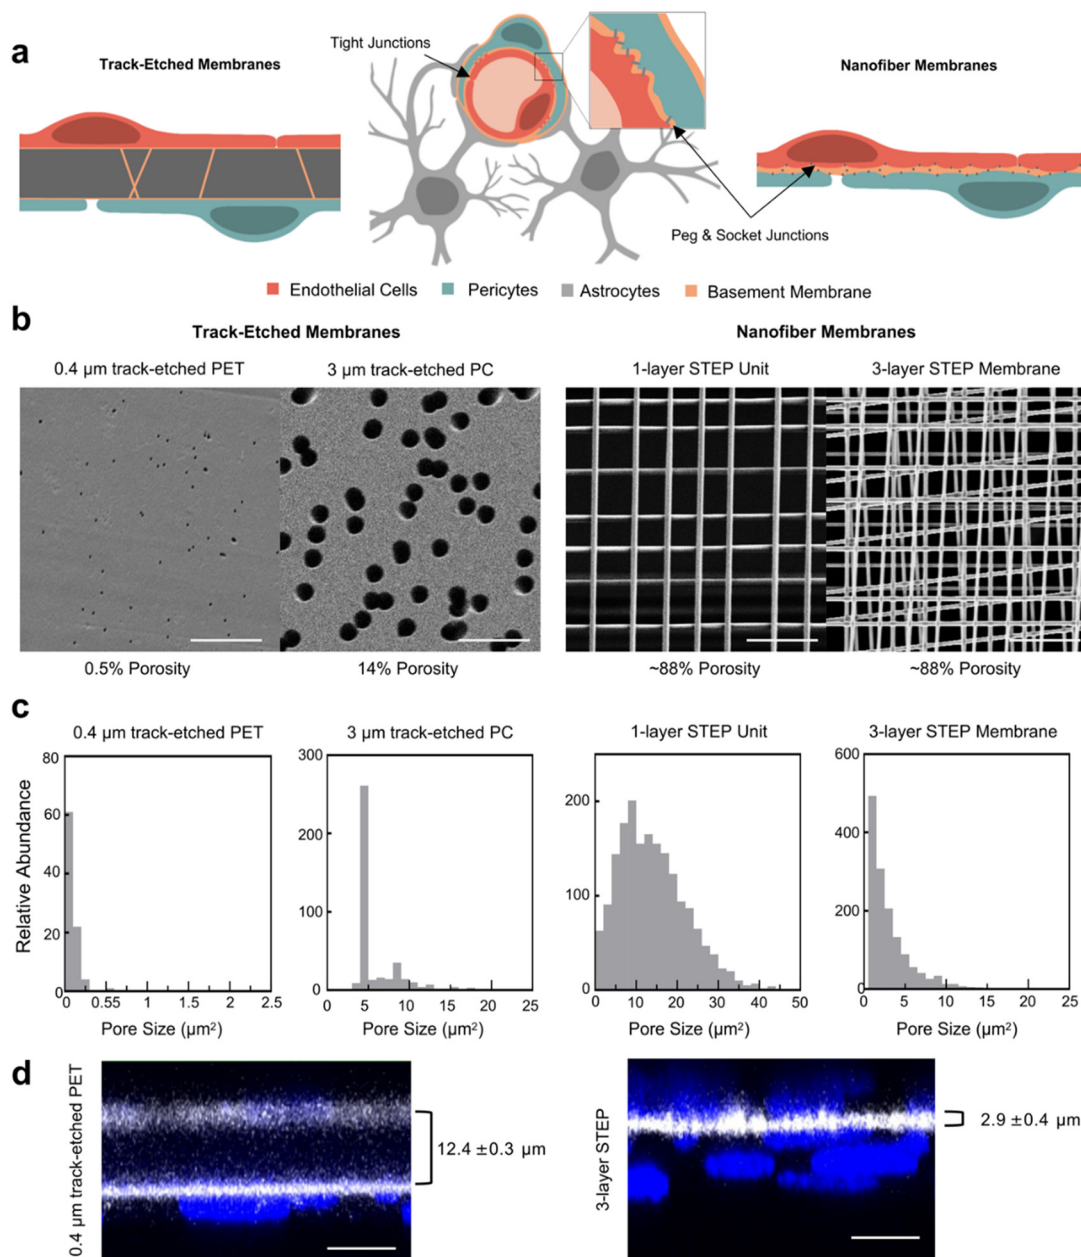 a
Track-Etched Membranes
Tight Junctions
Nanofiber Membranes
Peg & Socket Junctions
Endothelial Cells
Pericytes
Astrocytes
Basement Membrane
b
Track-Etched Membranes
Nanofiber Membranes
0.4 µm track-etched PET
3 µm track-etched PC
1-layer STEP Unit
3-layer STEP Membrane
0.5% Porosity
14% Porosity
~88% Porosity
~88% Porosity
c
0.4 µm track-etched PET
3 µm track-etched PC
1-layer STEP Unit
3-layer STEP Membrane
Relative Abundance
80
60
40
20
0
0 0.55 1 1.5 2 2.5
Pore Size (µm²)
300
200
100
0
0 5 10 15 20 25
Pore Size (µm²)
200
100
0
0 10 20 30 40 50
Pore Size (µm²)
600
400
200
0
0 5 10 15 20 25
Pore Size (µm²)
d
0.4 µm track-etched PET
12.4 ±0.3 µm
3-layer STEP
2.9 ±0.4 µm